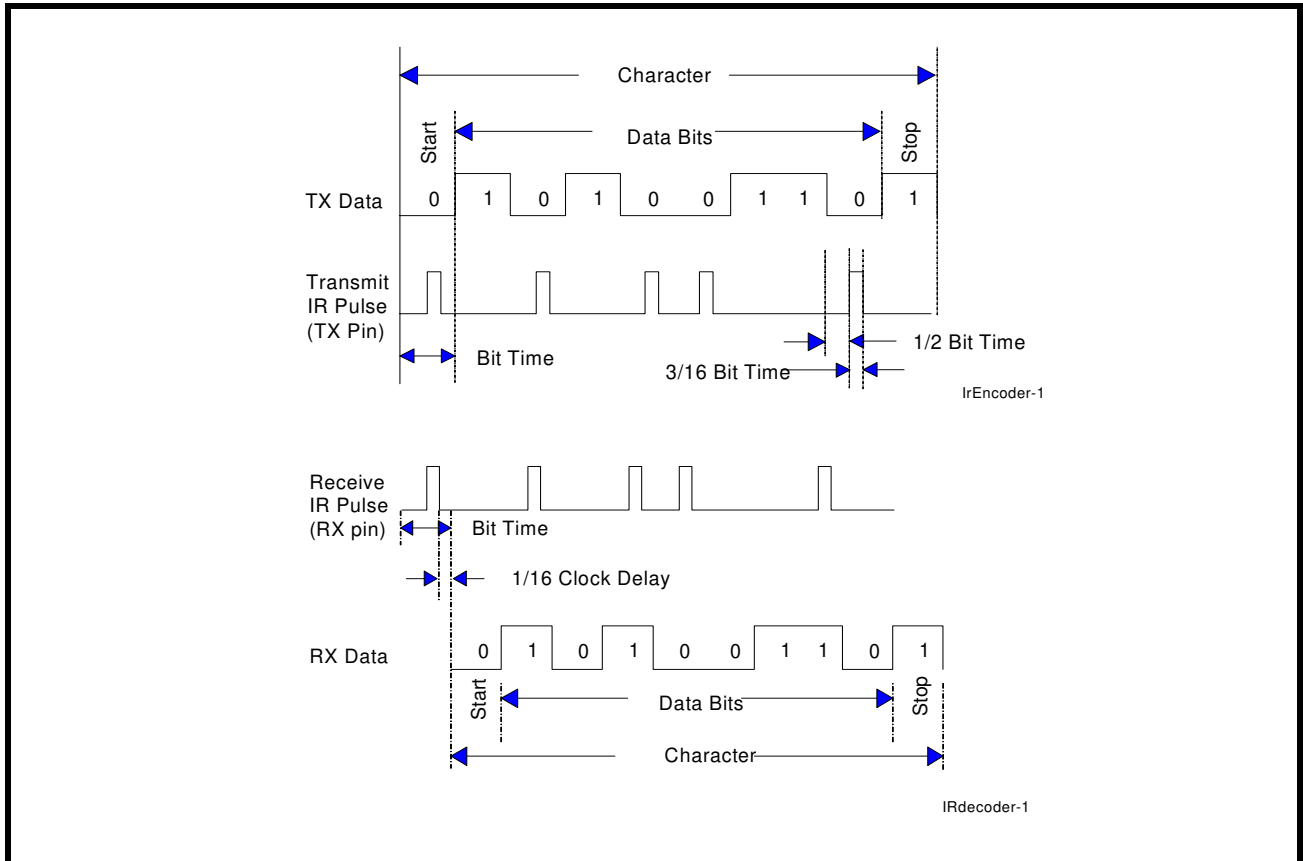 Character
Start
Data Bits
Stop
TX Data 0 1 0 1 0 0 1 1 0 1
Transmit
IR Pulse
(TX Pin)
1/2 Bit Time
Bit Time
3/16 Bit Time
IrEncoder-1
Receive
IR Pulse
(RX pin)
Bit Time
1/16 Clock Delay
RX Data 0 1 0 1 0 0 1 1 0 1
Start
Data Bits
Stop
Character
IRdecoder-1